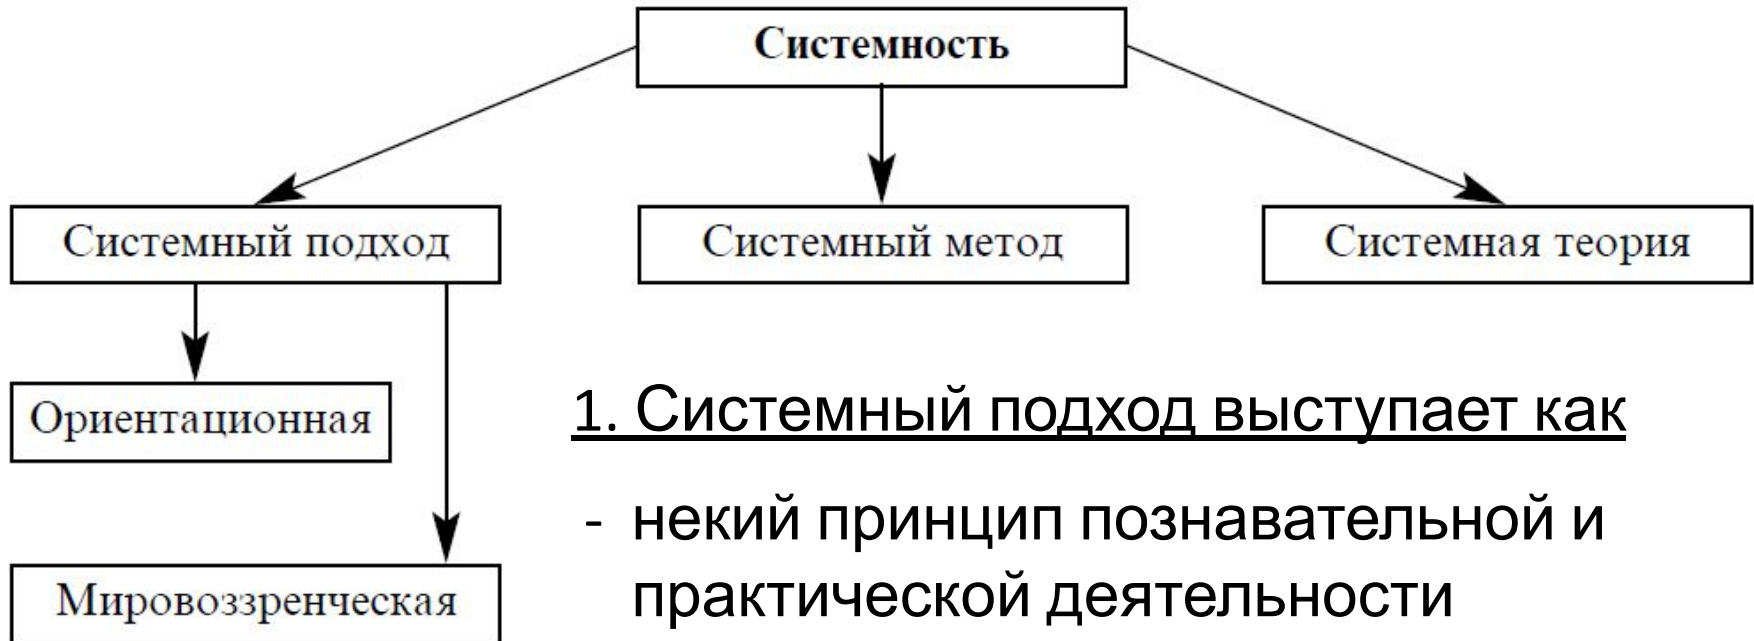 Системность
Системный подход
Системный метод
Системная теория
Ориентационная
Мировоззренческая
1. Системный подход выступает как
- некий принцип познавательной и
практической деятельности